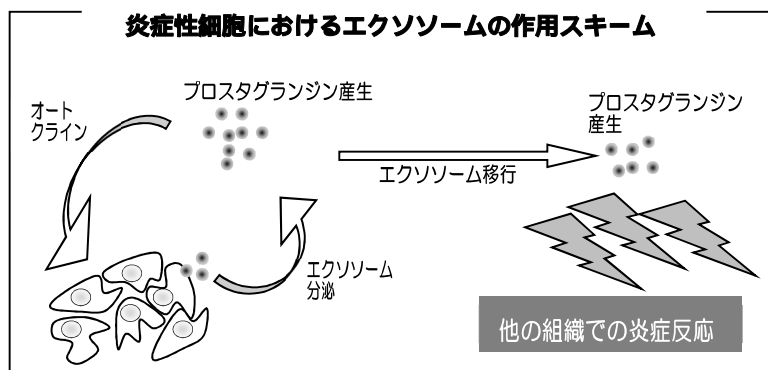 炎症性細胞におけるエクソソームの作用スキーム
オート
クライン
プロスタグランジン産生
プロスタグランジン
産生
エクソソーム移行
エクソソーム
分泌
他の組織での炎症反応